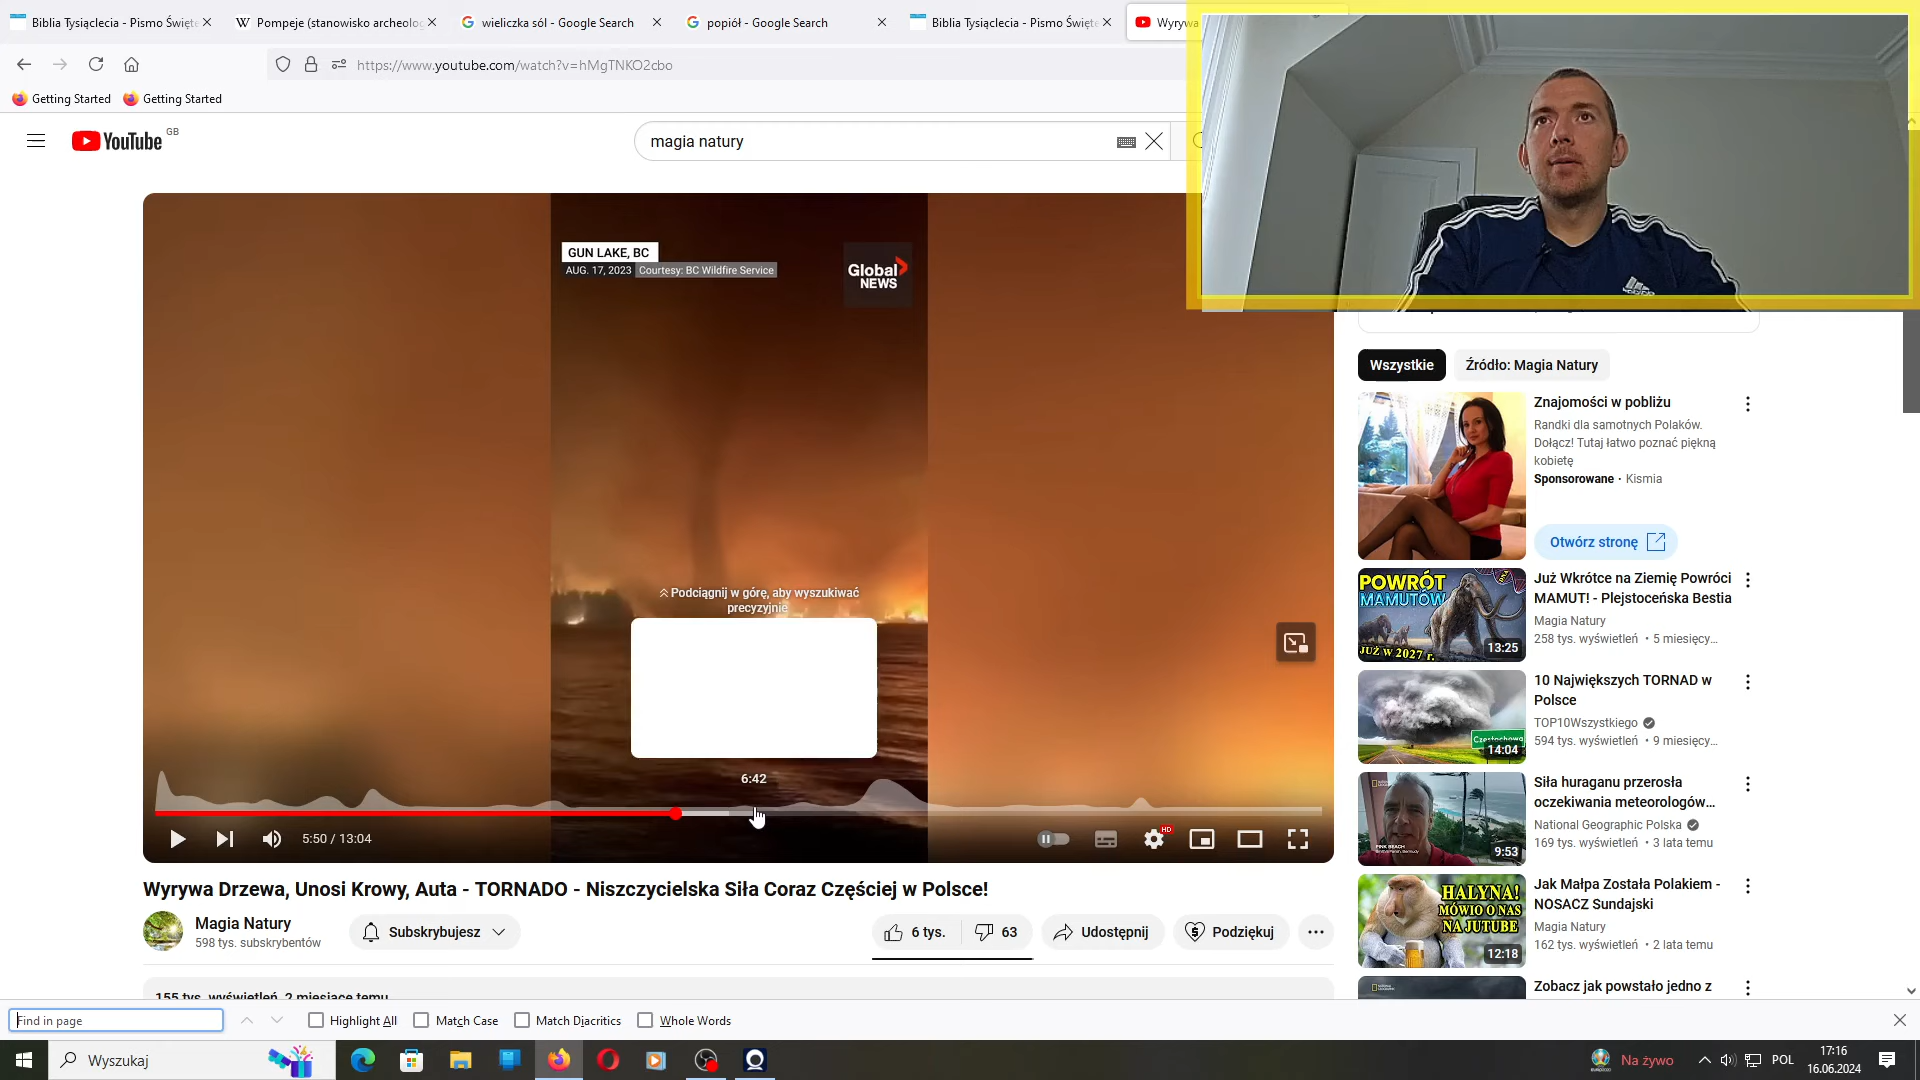 Biblia Tysiąclecia - Pismo Święte
Pompeje (stanowisko archeolog
wieliczka sól - Google Search
popiół - Google Search
Biblia Tysiąclecia - Pismo Święte
Wyrywa
https://www.youtube.com/watch?v=hMgTNKO2cbo
Getting Started
Getting Started
YouTube GB
magia natury
GUN LAKE, BC
AUG. 17, 2023 Courtesy: BC Wildfire Service
Global
NEWS
Podciągnij w górę, aby wyszukiwać
precyzyjnie
6:42
5:50 / 13:04
HD
Wyrywa Drzewa, Unosi Krowy, Auta - TORNADO - Niszczycielska Siła Coraz Częściej w Polsce!
Magia Natury
598 tys. subskrybentów
Subskrybujesz
6 tys.
63
Udostępnij
Podziękuj
155 tys. wyświetleń 2 miesiące temu
Wszystkie
Źródło: Magia Natury
Znajomości w pobliżu
Randki dla samotnych Polaków.
Dołącz! Tutaj łatwo poznać piękną
kobietę
Sponsorowane · Kismia
Otwórz stronę
POWRÓT
MAMUTÓW
JUŻ W 2027 r.
13:25
Już Wkrótce na Ziemię Powróci
MAMUT! - Plejstoceńska Bestia
Magia Natury
258 tys. wyświetleń · 5 miesięcy...
Częstochowa
14:04
10 Największych TORNAD w
Polsce
TOP10Wszystkiego
594 tys. wyświetleń · 9 miesięcy...
9:53
Siła huraganu przerosła
oczekiwania meteorologów...
National Geographic Polska
169 tys. wyświetleń · 3 lata temu
HALYNA!
MÓWIO O NAS
NA JUTUBE
12:18
Jak Małpa Została Polakiem -
NOSACZ Sundajski
Magia Natury
162 tys. wyświetleń · 2 lata temu
Zobacz jak powstało jedno z
adidas
Find in page
Highlight All
Match Case
Match Diacritics
Whole Words
Wyszukaj
Na żywo
POL
17:16
16.06.2024